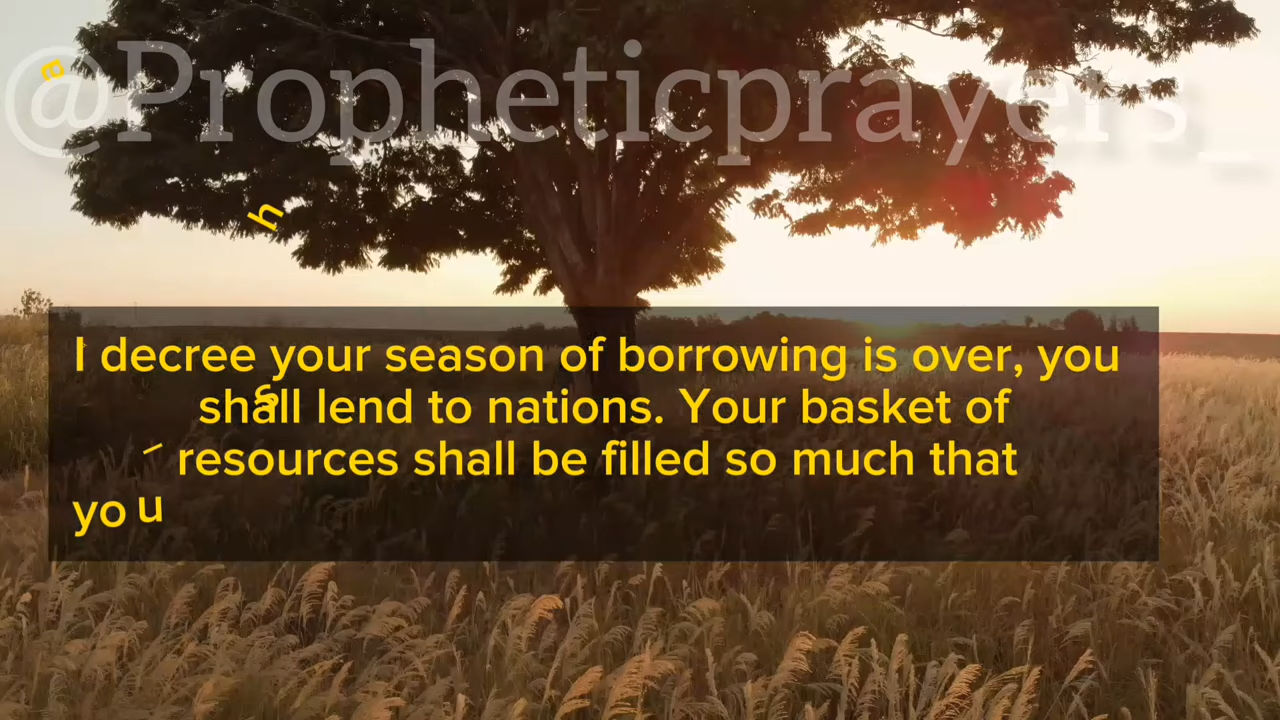 @Propheticprayers_
I decree your season of borrowing is over, you
shall lend to nations. Your basket of
resources shall be filled so much that
you